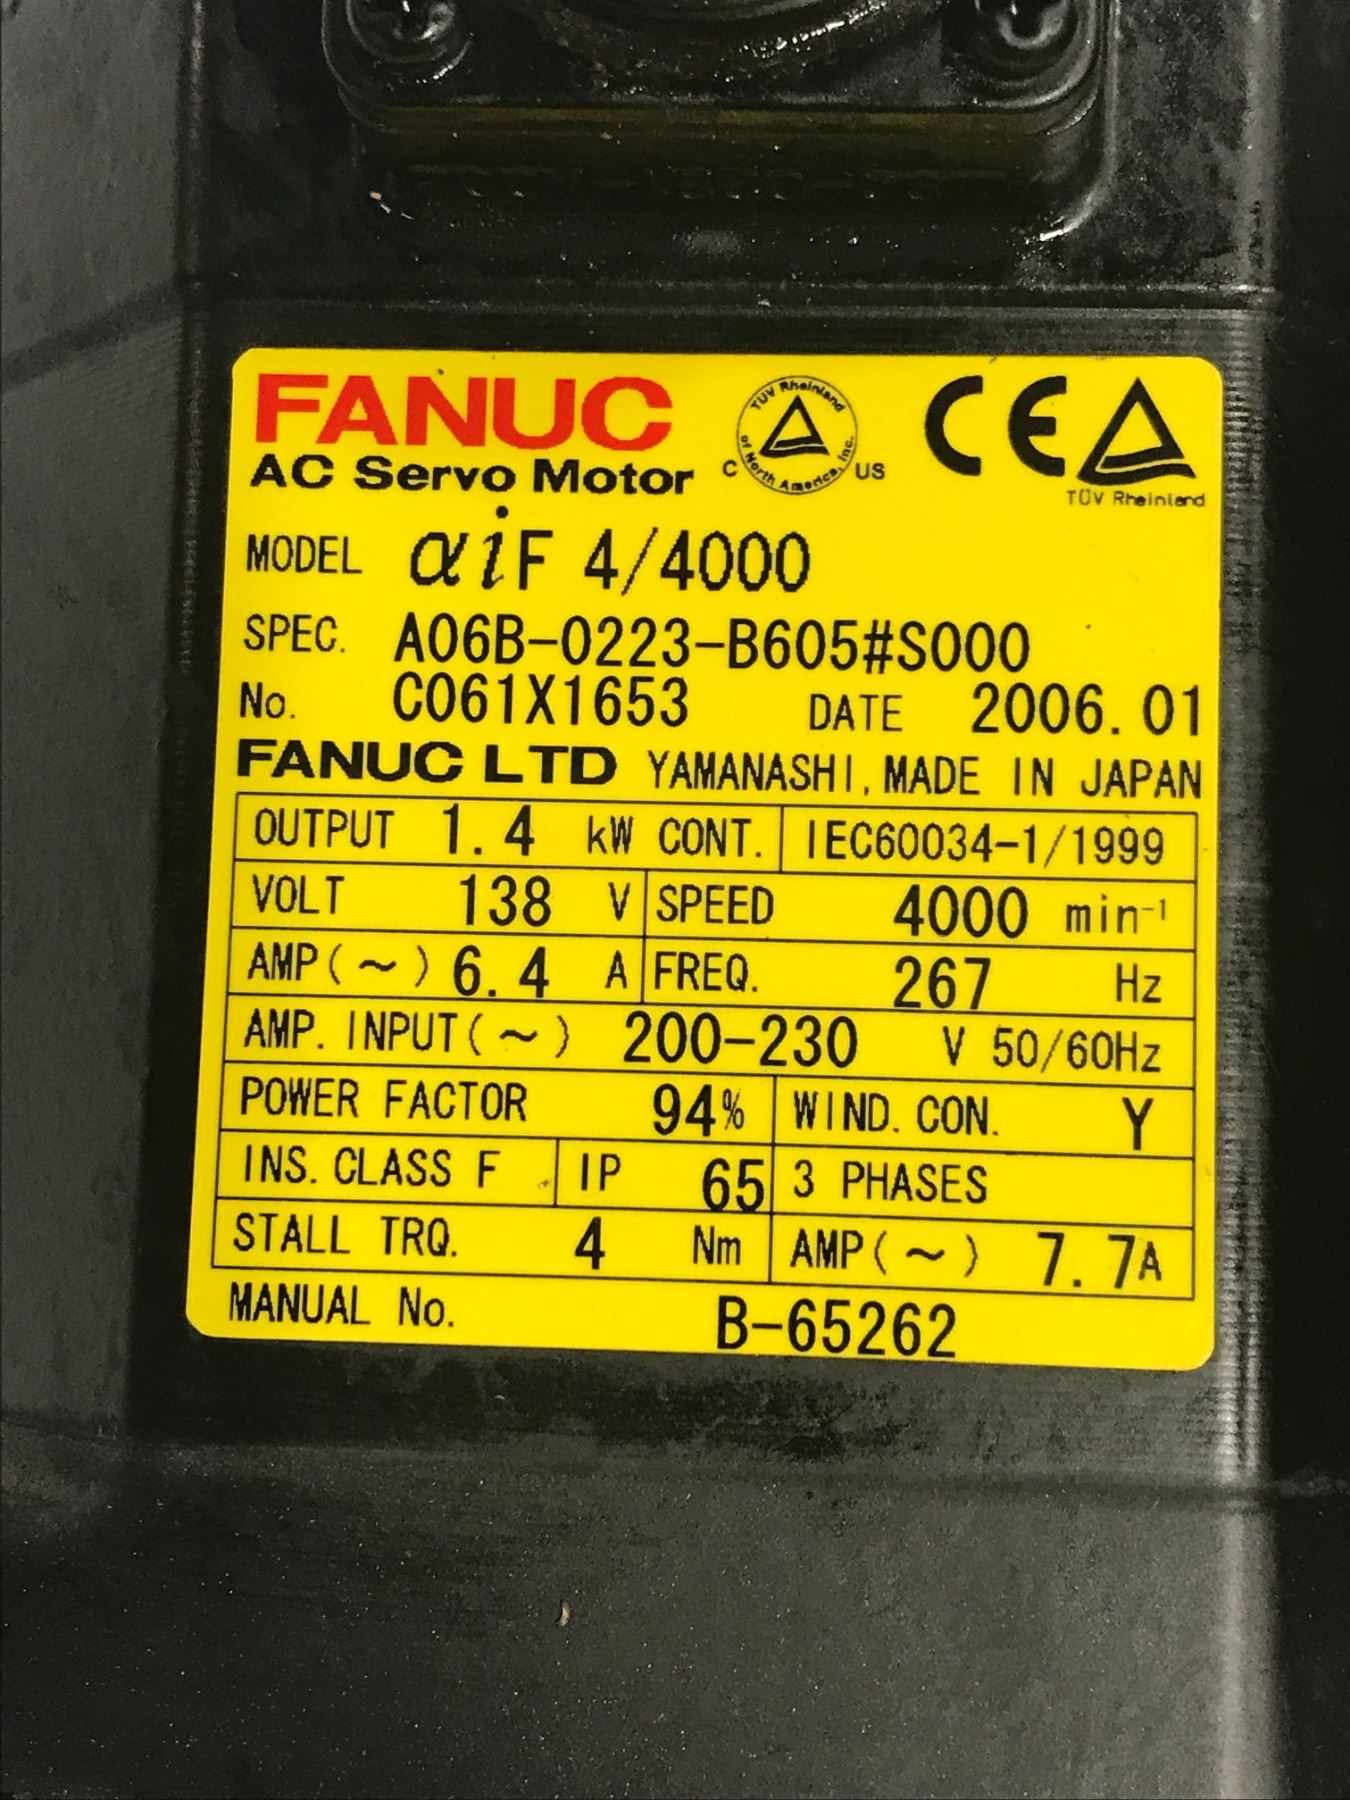 FANUC
AC Servo Motor
TÜV Rheinland
of North America, Inc.
C US
CE
TÜV Rheinland
MODEL αiF 4/4000
SPEC. A06B-0223-B605#S000
No. C061X1653 DATE 2006.01
FANUC LTD YAMANASHI, MADE IN JAPAN
OUTPUT 1.4 kW CONT. IEC60034-1/1999
VOLT 138 V SPEED 4000 min⁻¹
AMP(~) 6.4 A FREQ. 267 Hz
AMP. INPUT(~) 200-230 V 50/60Hz
POWER FACTOR 94% WIND. CON. Y
INS. CLASS F IP 65 3 PHASES
STALL TRQ. 4 Nm AMP(~) 7.7A
MANUAL No. B-65262